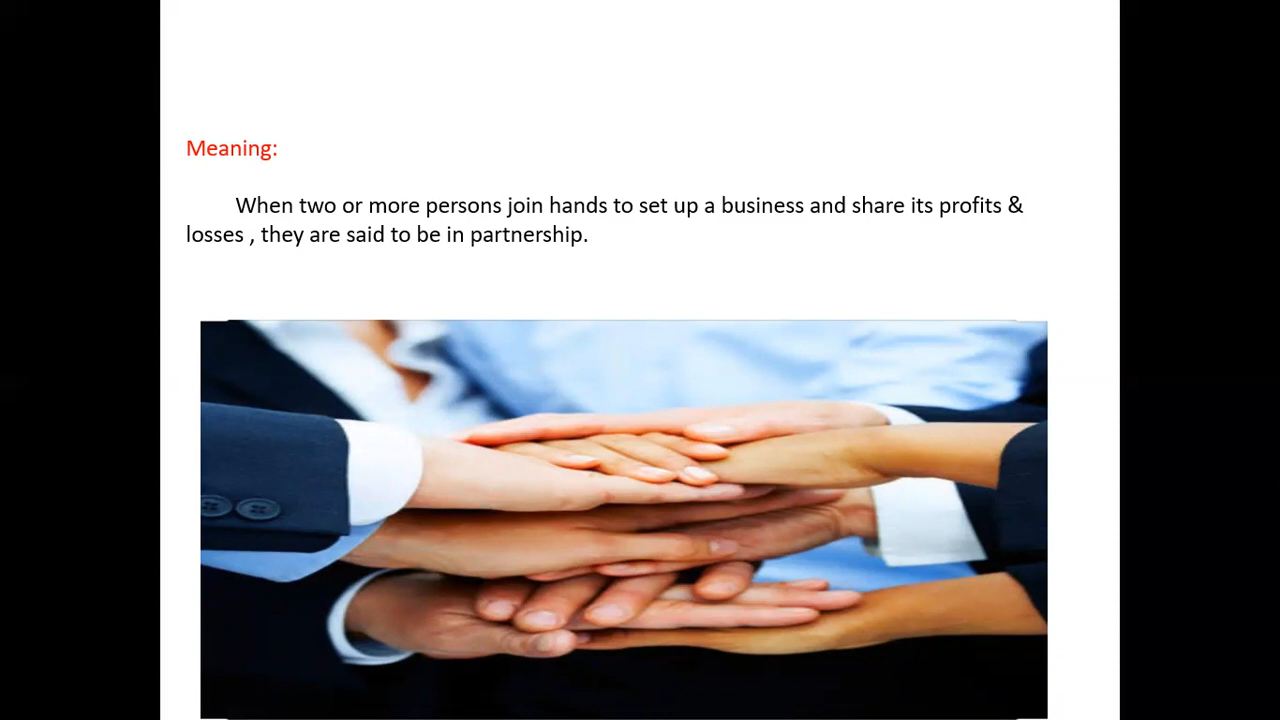 Meaning:
When two or more persons join hands to set up a business and share its profits &
losses , they are said to be in partnership.